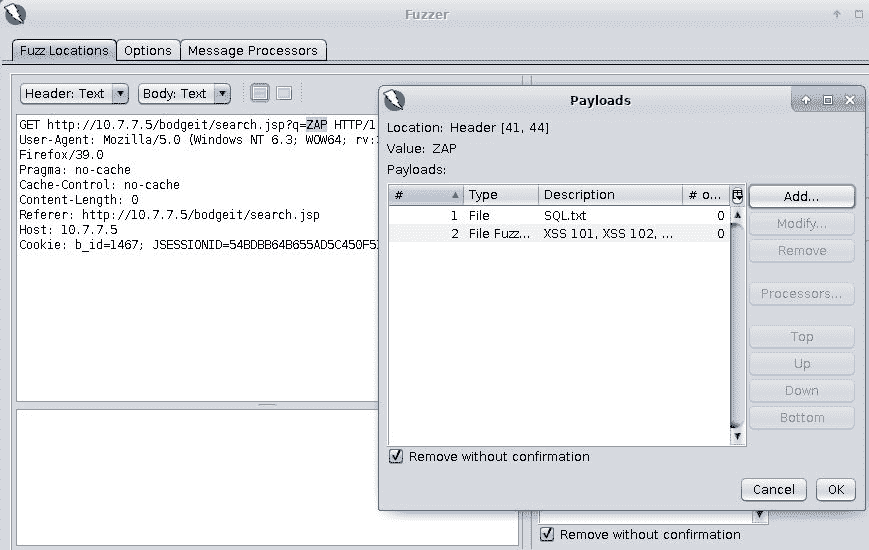 Fuzzer
Fuzz Locations Options Message Processors
Header: Text Body: Text
GET http://10.7.7.5/bodgeit/search.jsp?q=ZAP HTTP/1
User-Agent: Mozilla/5.0 (Windows NT 6.3; WOW64; rv:
Firefox/39.0
Pragma: no-cache
Cache-Control: no-cache
Content-Length: 0
Referer: http://10.7.7.5/bodgeit/search.jsp
Host: 10.7.7.5
Cookie: b_id=1467; JSESSIONID=54BDBB64B655AD5C450F5
Payloads
Location: Header [41, 44]
Value: ZAP
Payloads:
# Type Description # o...
1 File SQL.txt 0
2 File Fuzz... XSS 101, XSS 102, ... 0
Add...
Modify...
Remove
Processors...
Top
Up
Down
Bottom
Remove without confirmation
Cancel OK
Remove without confirmation